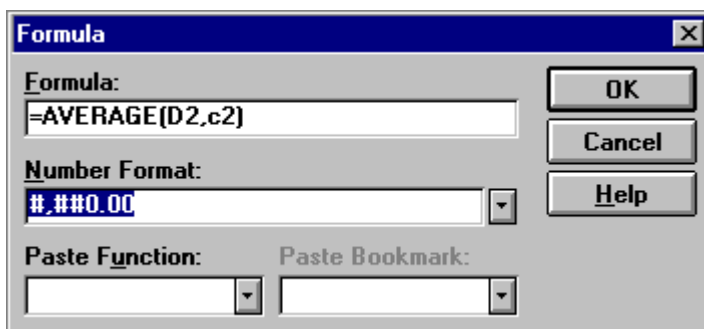 Formula
Formula:
=AVERAGE(D2,c2)
OK
Cancel
Number Format:
Help
#,##0.00
Paste Function:
Paste Bookmark: